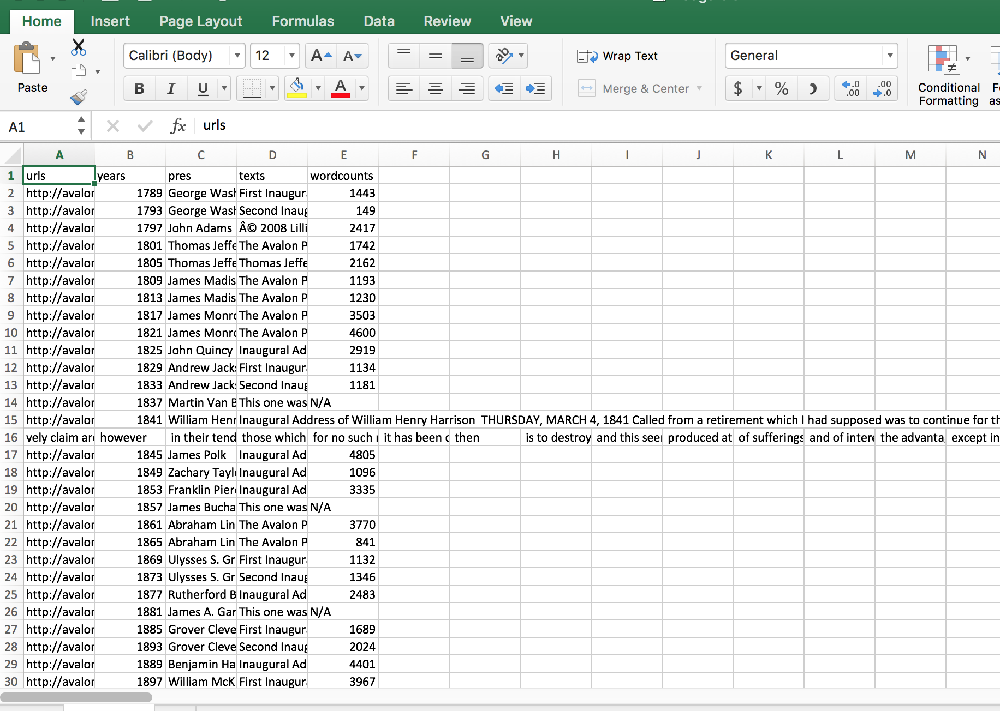 Home Insert Page Layout Formulas Data Review View
Paste
Calibri (Body) 12 A A
B I U A
ab
Wrap Text
Merge & Center
General
$ % .0 .00 .00 .0
Conditional Formatting
as
A1 fx urls
A B C D E F G H I J K L M N
1 urls years pres texts wordcounts
2 http://avalor 1789 George Wash First Inaugur 1443
3 http://avalor 1793 George Wash Second Inaug 149
4 http://avalor 1797 John Adams Â© 2008 Lilli 2417
5 http://avalor 1801 Thomas Jeffe The Avalon P 1742
6 http://avalor 1805 Thomas Jeffe Thomas Jeffe 2162
7 http://avalor 1809 James Madis The Avalon P 1193
8 http://avalor 1813 James Madis The Avalon P 1230
9 http://avalor 1817 James Monro The Avalon P 3503
10 http://avalor 1821 James Monro The Avalon P 4600
11 http://avalor 1825 John Quincy Inaugural Ad 2919
12 http://avalor 1829 Andrew Jack First Inaugur 1134
13 http://avalor 1833 Andrew Jack Second Inaug 1181
14 http://avalor 1837 Martin Van B This one was N/A
15 http://avalor 1841 William Henr Inaugural Address of William Henry Harrison THURSDAY, MARCH 4, 1841 Called from a retirement which I had supposed was to continue for th
16 vely claim are however in their tend those which for no such it has been then is to destroy and this see produced at of sufferings and of intere the advanta except in
17 http://avalor 1845 James Polk Inaugural Ad 4805
18 http://avalor 1849 Zachary Tayl Inaugural Ad 1096
19 http://avalor 1853 Franklin Pier Inaugural Ad 3335
20 http://avalor 1857 James Bucha This one was N/A
21 http://avalor 1861 Abraham Lin The Avalon P 3770
22 http://avalor 1865 Abraham Lin The Avalon P 841
23 http://avalor 1869 Ulysses S. Gr First Inaugur 1132
24 http://avalor 1873 Ulysses S. Gr Second Inaug 1346
25 http://avalor 1877 Rutherford B Inaugural Ad 2483
26 http://avalor 1881 James A. Gar This one was N/A
27 http://avalor 1885 Grover Cleve First Inaugur 1689
28 http://avalor 1893 Grover Cleve Second Inaug 2024
29 http://avalor 1889 Benjamin Ha Inaugural Ad 4401
30 http://avalor 1897 William McK First Inaugur 3967